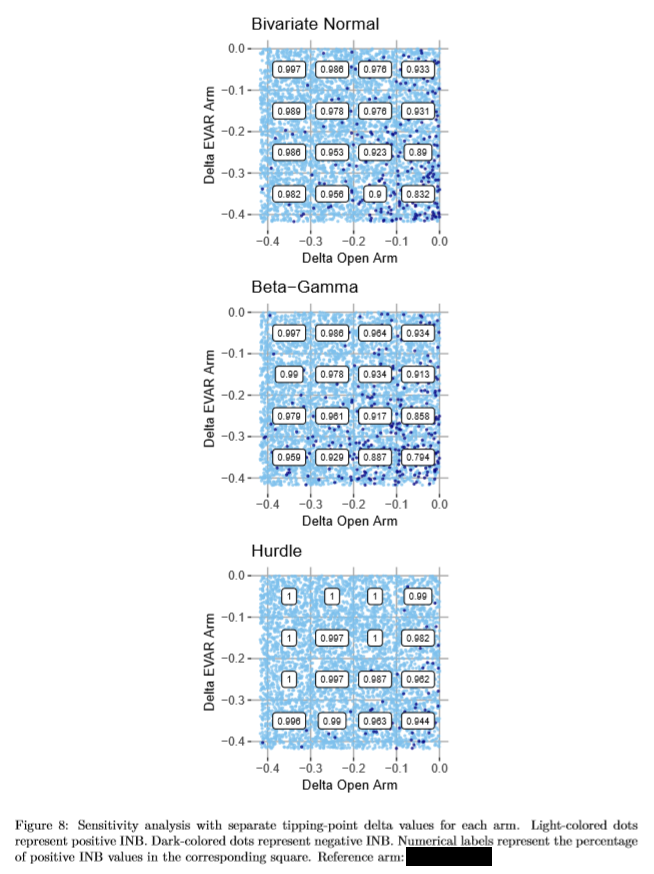 Bivariate Normal
0.0
0.997 0.986 0.976 0.933
−0.1
0.989 0.978 0.976 0.931
−0.2
0.986 0.953 0.923 0.89
−0.3
0.982 0.956 0.9 0.832
−0.4
Delta EVAR Arm
−0.4 −0.3 −0.2 −0.1 0.0
Delta Open Arm
Beta−Gamma
0.0
0.997 0.986 0.964 0.934
−0.1
0.99 0.978 0.934 0.913
−0.2
0.979 0.961 0.917 0.858
−0.3
0.959 0.929 0.887 0.794
−0.4
Delta EVAR Arm
−0.4 −0.3 −0.2 −0.1 0.0
Delta Open Arm
Hurdle
0.0
1 1 1 0.99
−0.1
1 0.997 1 0.982
−0.2
1 0.997 0.987 0.962
−0.3
0.996 0.99 0.963 0.944
−0.4
Delta EVAR Arm
−0.4 −0.3 −0.2 −0.1 0.0
Delta Open Arm
Figure 8: Sensitivity analysis with separate tipping-point delta values for each arm. Light-colored dots
represent positive INB. Dark-colored dots represent negative INB. Numerical labels represent the percentage
of positive INB values in the corresponding square. Reference arm: